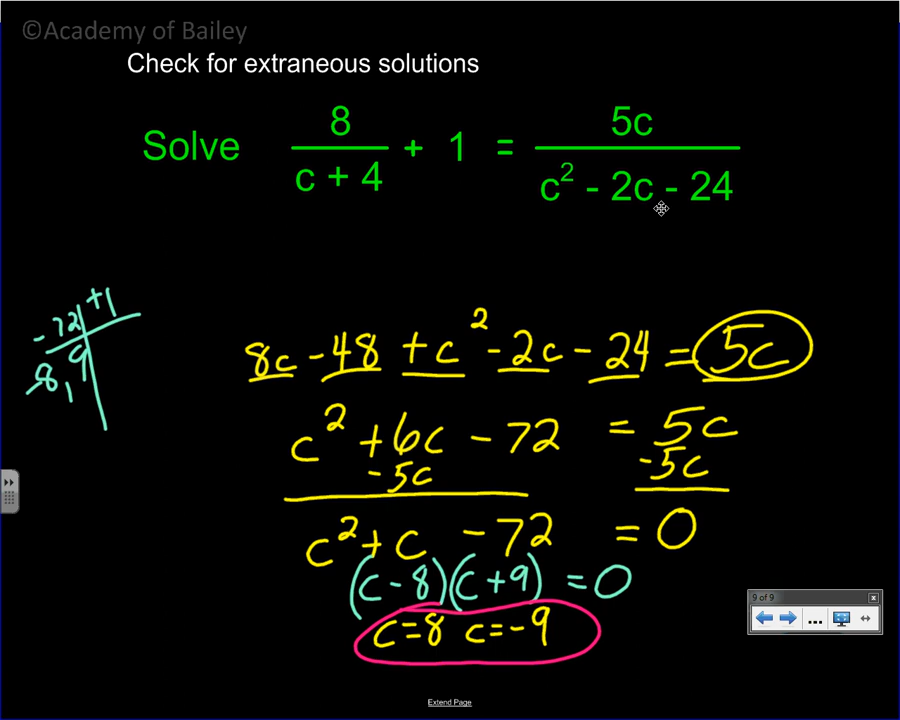 ©Academy of Bailey
Check for extraneous solutions
Solve 8/(c + 4) + 1 = 5c/(c² - 2c - 24)
-72 +1
-8, 9
8c - 48 + c² - 2c - 24 = 5c
c² + 6c - 72 = 5c
-5c -5c
c² + c - 72 = 0
(c - 8)(c + 9) = 0
c = 8 c = -9
9 of 9
...
Extend Page